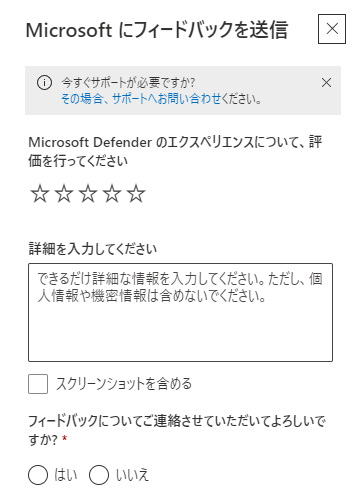 Microsoft にフィードバックを送信
今すぐサポートが必要ですか?
その場合、サポートへお問い合わせください。
Microsoft Defender のエクスペリエンスについて、評
価を行ってください
詳細を入力してください
できるだけ詳細な情報を入力してください。ただし、個
人情報や機密情報は含めないでください。
スクリーンショットを含める
フィードバックについてご連絡させていただいてよろしいで
すか? *
はい いいえ